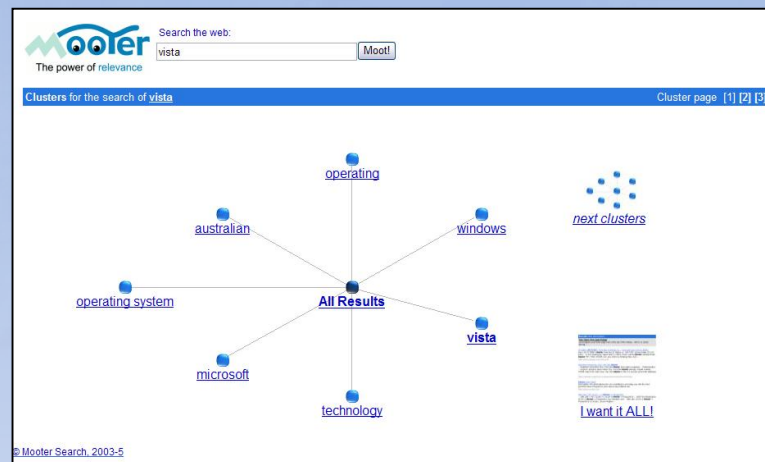 Search the web:
mooter
vista
Moot!
The power of relevance
Clusters for the search of vista
Cluster page [1] [2] [3]
operating
australian
windows
next clusters
operating system
All Results
vista
microsoft
technology
I want it ALL!
© Mooter Search, 2003-5